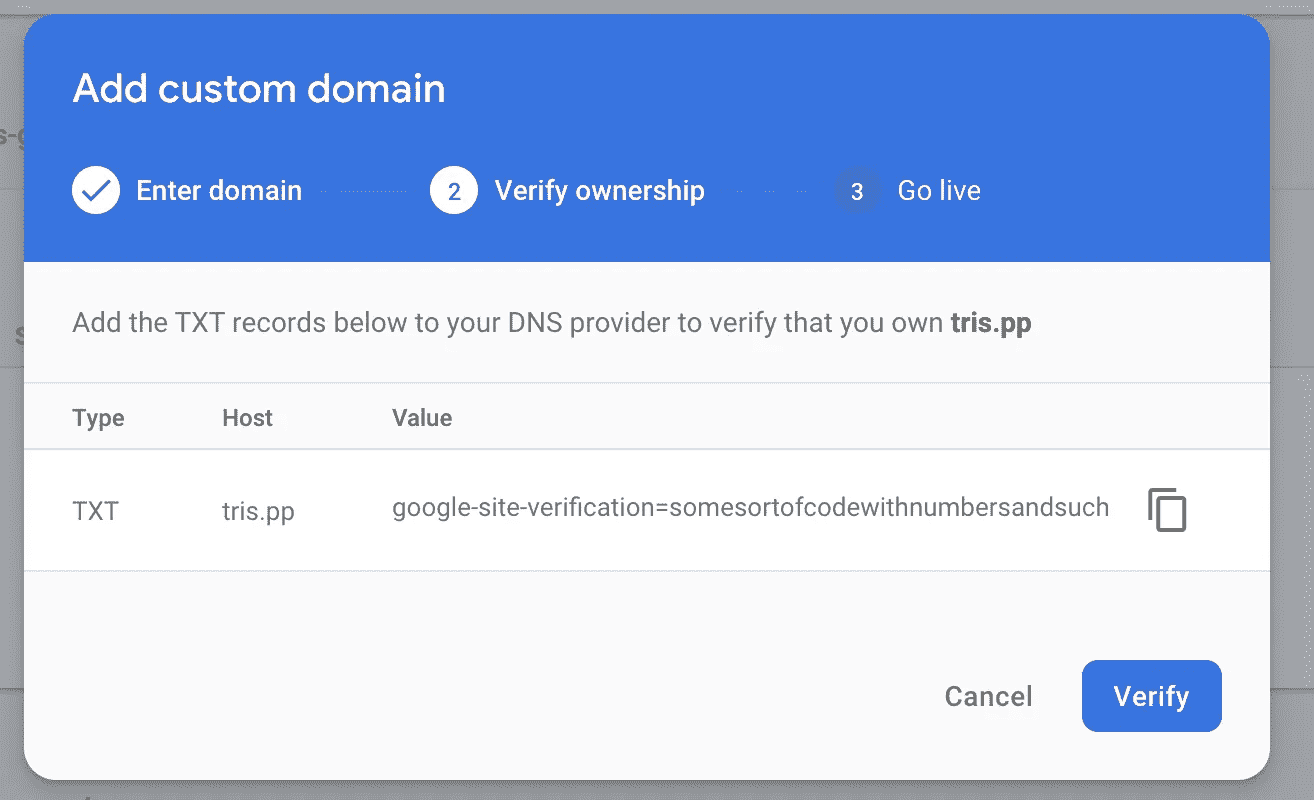 Add custom domain
Enter domain 2 Verify ownership 3 Go live
Add the TXT records below to your DNS provider to verify that you own tris.pp
Type Host Value
TXT tris.pp google-site-verification=somesortofcodewithnumbersandsuch
Cancel Verify